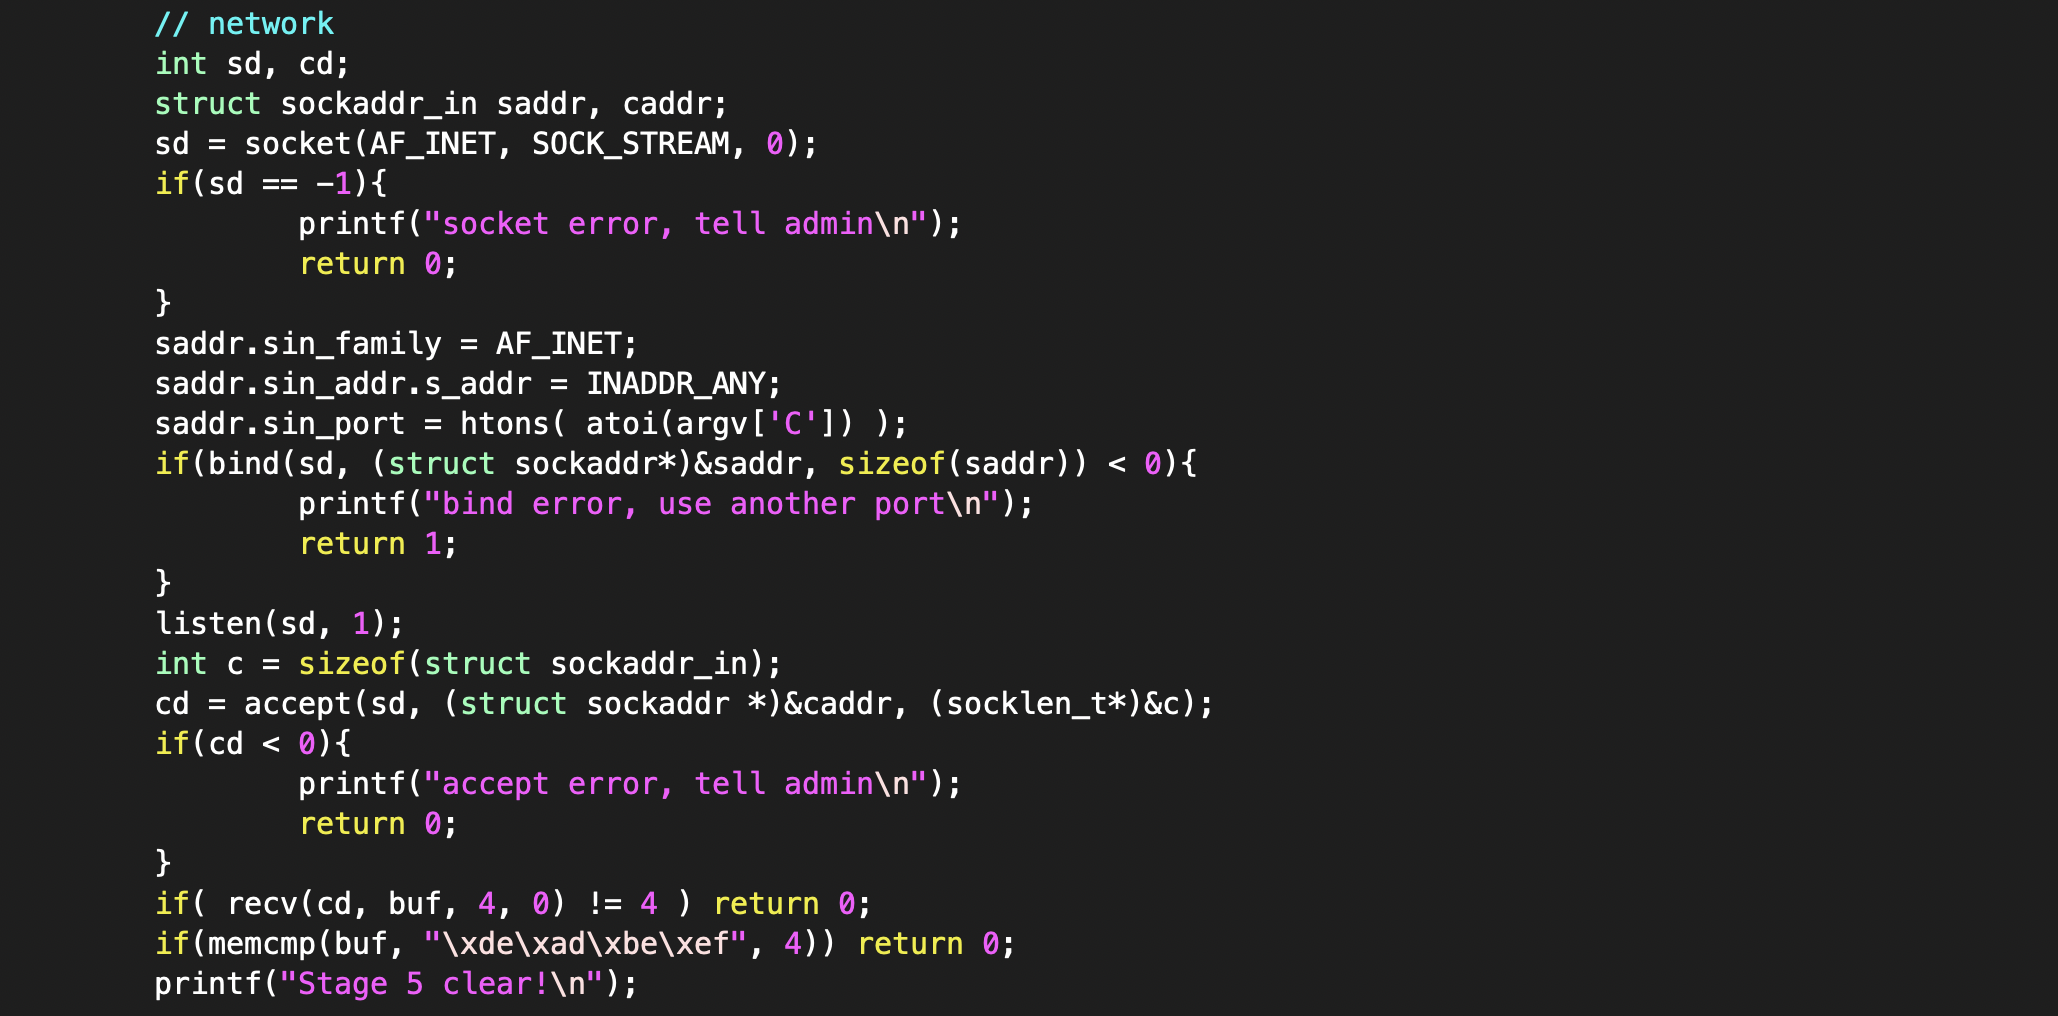 // network
int sd, cd;
struct sockaddr_in saddr, caddr;
sd = socket(AF_INET, SOCK_STREAM, 0);
if(sd == -1){
        printf("socket error, tell admin\n");
        return 0;
}
saddr.sin_family = AF_INET;
saddr.sin_addr.s_addr = INADDR_ANY;
saddr.sin_port = htons( atoi(argv['C']) );
if(bind(sd, (struct sockaddr*)&saddr, sizeof(saddr)) < 0){
        printf("bind error, use another port\n");
        return 1;
}
listen(sd, 1);
int c = sizeof(struct sockaddr_in);
cd = accept(sd, (struct sockaddr *)&caddr, (socklen_t*)&c);
if(cd < 0){
        printf("accept error, tell admin\n");
        return 0;
}
if( recv(cd, buf, 4, 0) != 4 ) return 0;
if(memcmp(buf, "\xde\xad\xbe\xef", 4)) return 0;
printf("Stage 5 clear!\n");